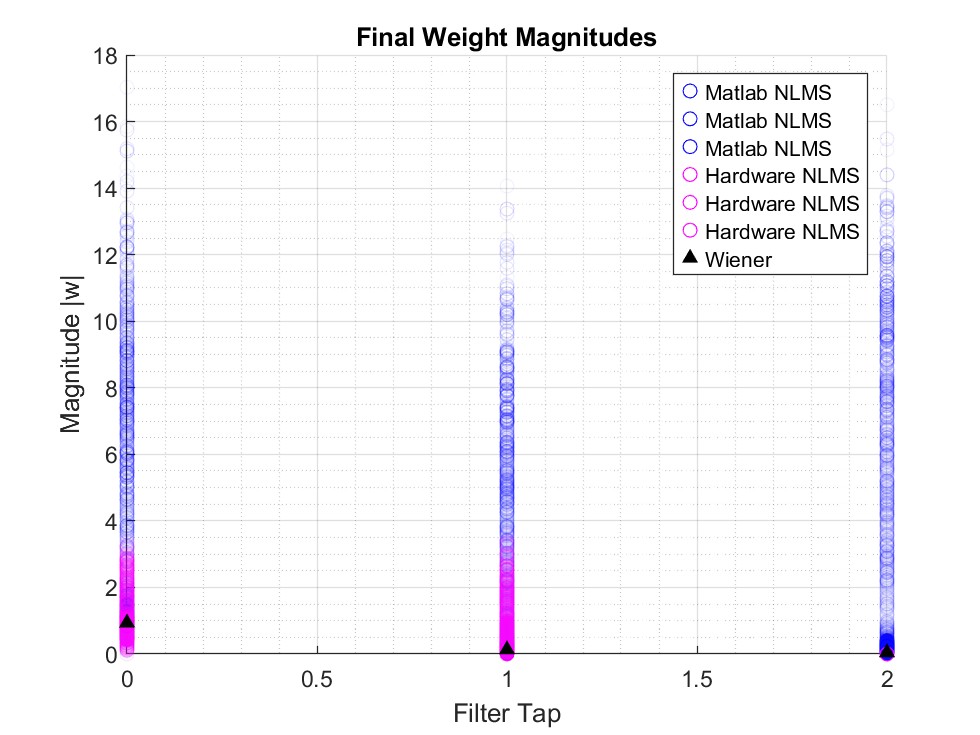 Final Weight Magnitudes
18
16
14
12
10
8
6
4
2
0
Magnitude |w|
Matlab NLMS
Matlab NLMS
Matlab NLMS
Hardware NLMS
Hardware NLMS
Hardware NLMS
Wiener
0
0.5
1
1.5
2
Filter Tap